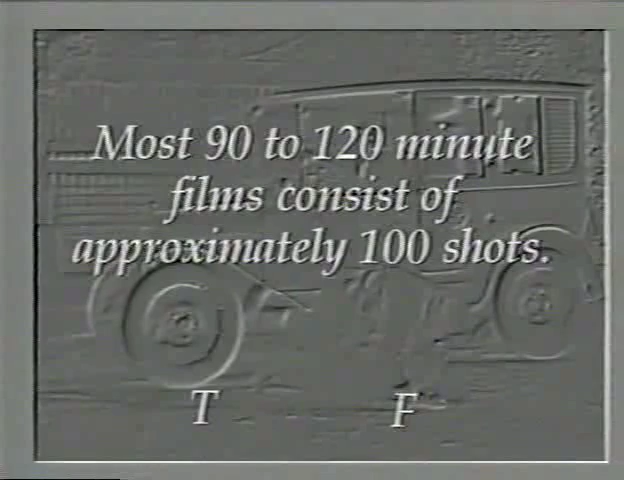 Most 90 to 120 minute
films consist of
approximately 100 shots.
T F